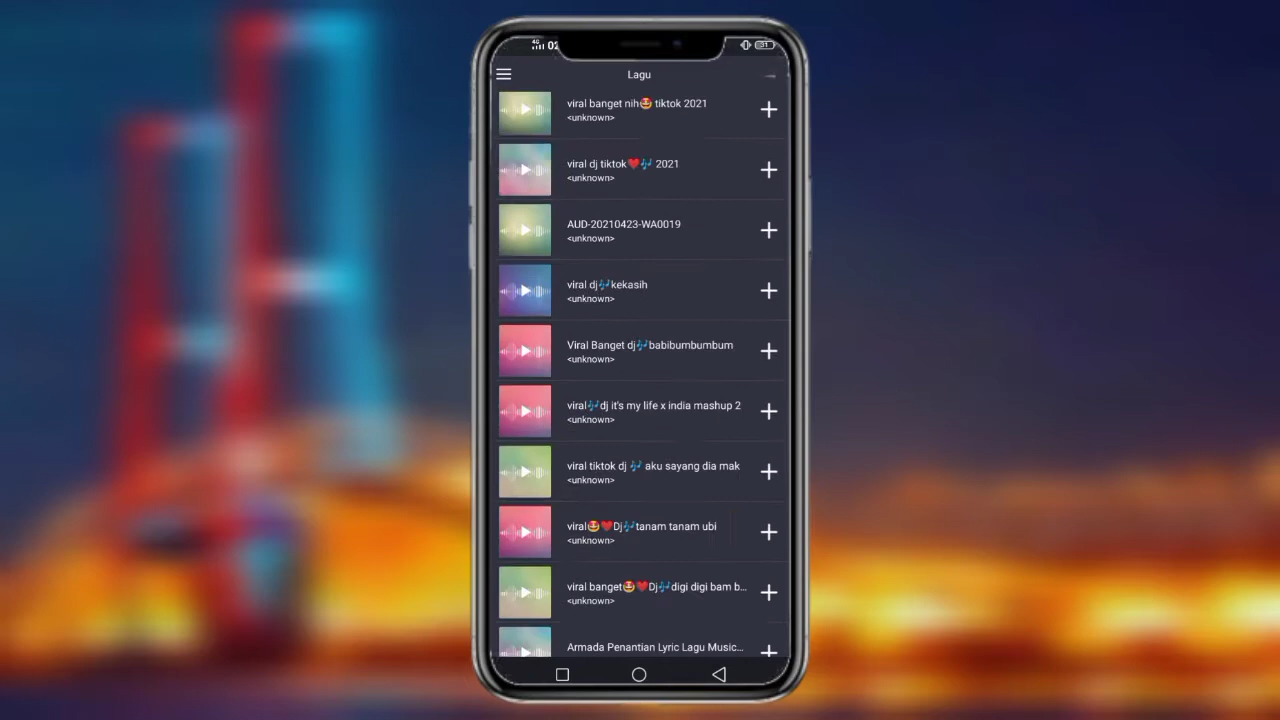 4G 02
31
Lagu
viral banget nih🤩 tiktok 2021
<unknown>
viral dj tiktok❤️🎶 2021
<unknown>
AUD-20210423-WA0019
<unknown>
viral dj🎶kekasih
<unknown>
Viral Banget dj🎶babibumbumbum
<unknown>
viral🎶dj it's my life x india mashup 2
<unknown>
viral tiktok dj 🎶 aku sayang dia mak
<unknown>
viral🤩❤️Dj🎶tanam tanam ubi
<unknown>
viral banget🤩❤️Dj🎶digi digi bam b...
<unknown>
Armada Penantian Lyric Lagu Music...